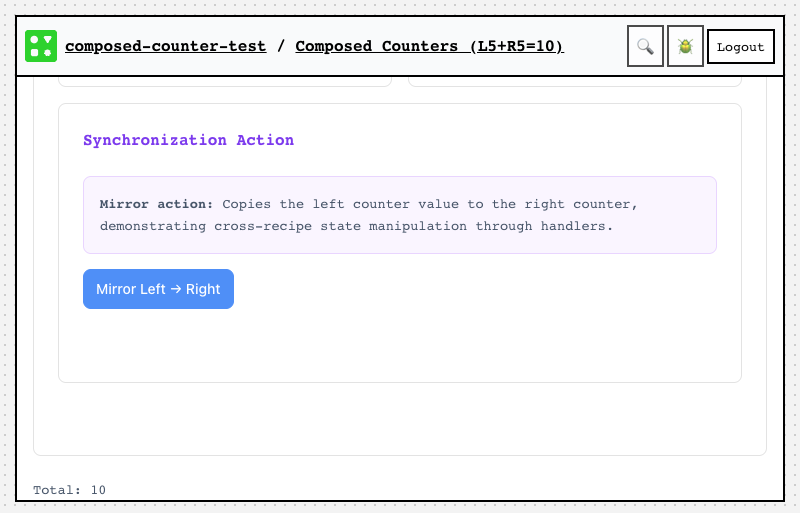 composed-counter-test / Composed Counters (L5+R5=10)
Logout
Synchronization Action
Mirror action: Copies the left counter value to the right counter,
demonstrating cross-recipe state manipulation through handlers.
Mirror Left → Right
Total: 10